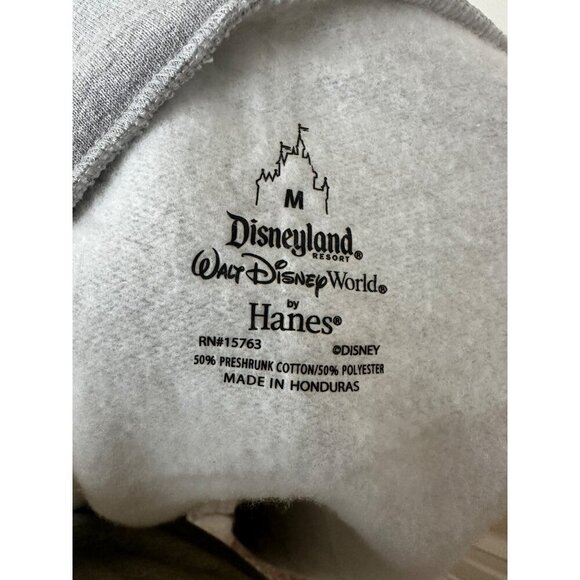 M
Disneyland®
RESORT
WALT DISNEY World®
by
Hanes®
RN#15763 ©DISNEY
50% PRESHRUNK COTTON/50% POLYESTER
MADE IN HONDURAS